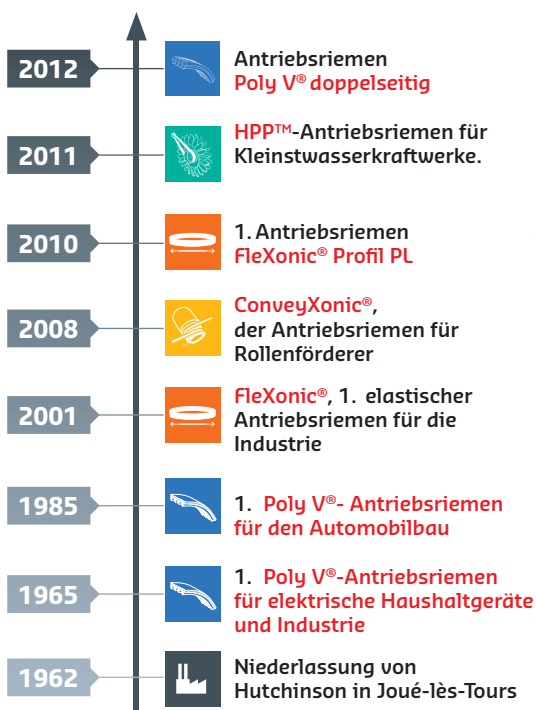 2012
Antriebsriemen
Poly V® doppelseitig
2011
HPP™-Antriebsriemen für
Kleinstwasserkraftwerke.
2010
1. Antriebsriemen
FleXonic® Profil PL
2008
ConveyXonic®,
der Antriebsriemen für
Rollenförderer
2001
FleXonic®, 1. elastischer
Antriebsriemen für die
Industrie
1985
1. Poly V®- Antriebsriemen
für den Automobilbau
1965
1. Poly V®-Antriebsriemen
für elektrische Haushaltgeräte
und Industrie
1962
Niederlassung von
Hutchinson in Joué-lès-Tours